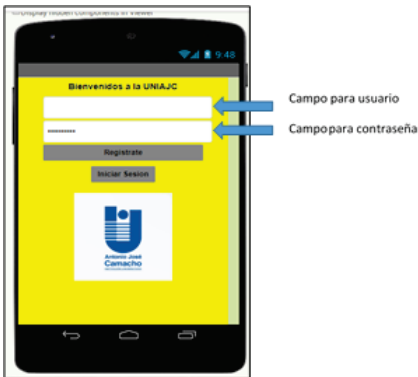 Display hidden components in Viewer
9:48
Bienvenidos a la UNIAJC
Campo para usuario
**********
Campo para contraseña
Registrate
Iniciar Sesion
Antonio José
Camacho